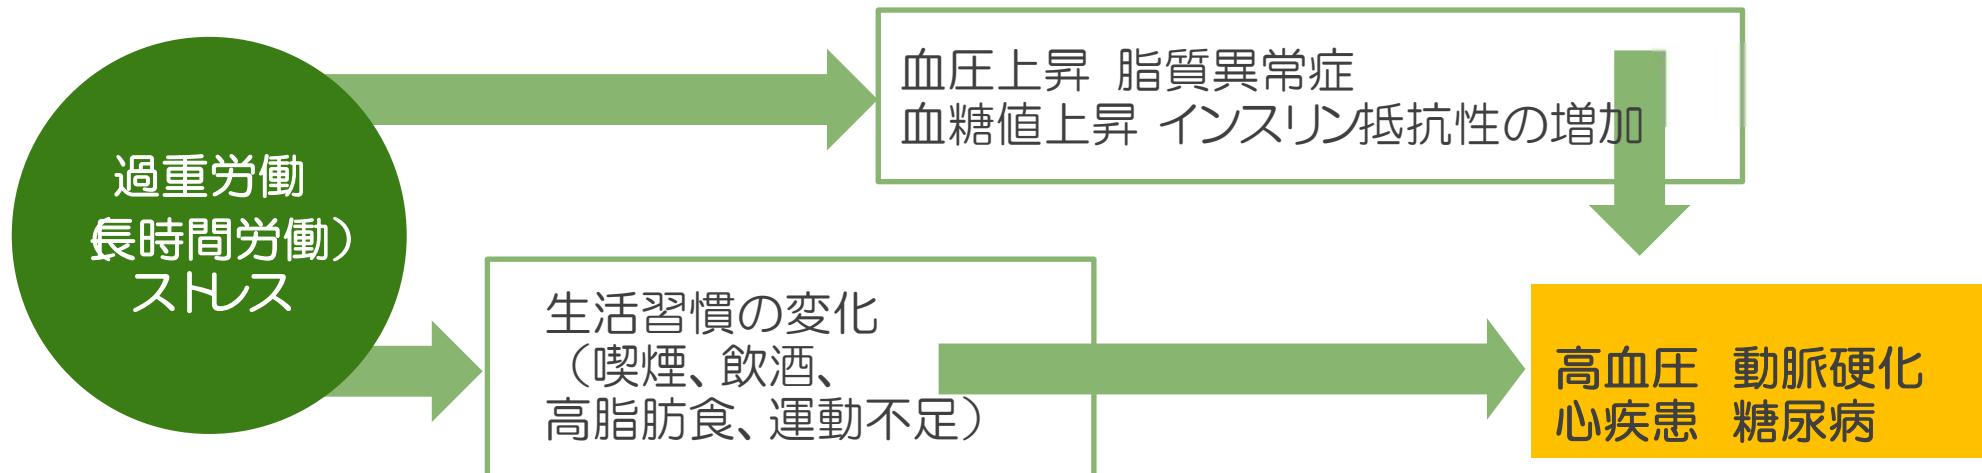 過重労働
（長時間労働）
ストレス
血圧上昇 脂質異常症
血糖値上昇 インスリン抵抗性の増加
生活習慣の変化
（喫煙、飲酒、
高脂肪食、運動不足）
高血圧 動脈硬化
心疾患 糖尿病